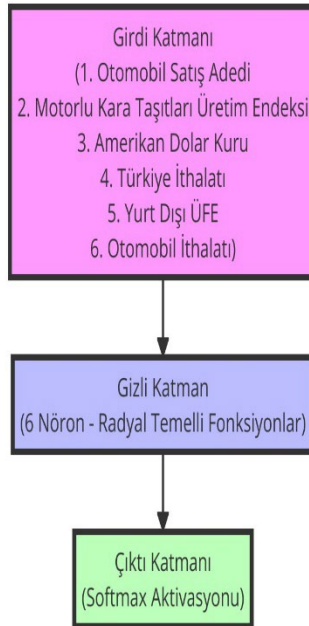 Girdi Katmanı
(1. Otomobil Satış Adedi
2. Motorlu Kara Taşıtları Üretim Endeksi
3. Amerikan Dolar Kuru
4. Türkiye İthalatı
5. Yurt Dışı ÜFE
6. Otomobil İthalatı)
Gizli Katman
(6 Nöron - Radyal Temelli Fonksiyonlar)
Çıktı Katmanı
(Softmax Aktivasyonu)